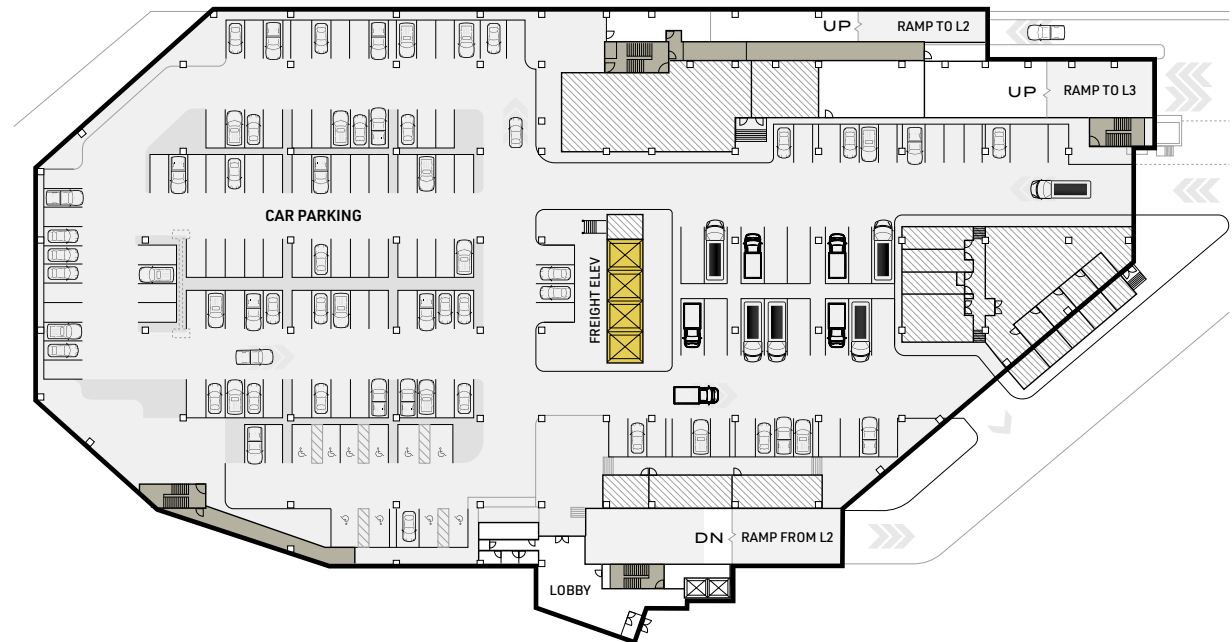 UP
RAMP TO L2
UP
RAMP TO L3
CAR PARKING
FREIGHT ELEV
DN
RAMP FROM L2
LOBBY